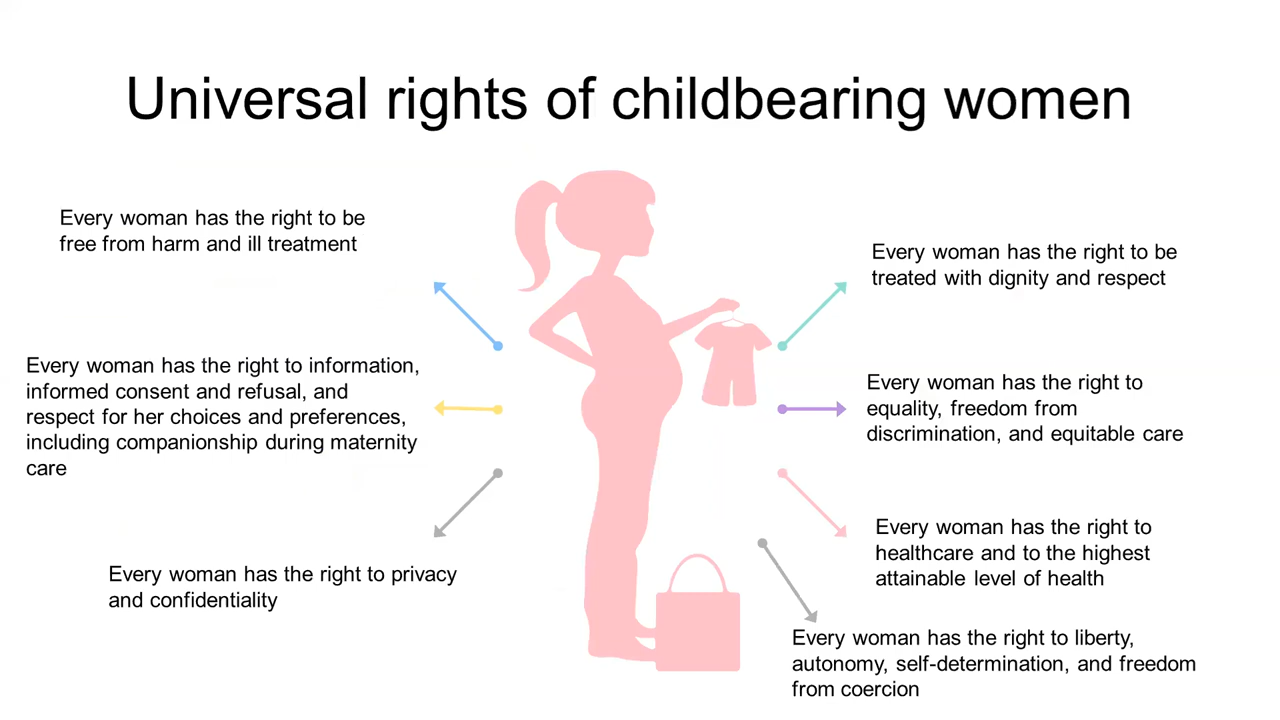 Universal rights of childbearing women
Every woman has the right to be
free from harm and ill treatment
Every woman has the right to information,
informed consent and refusal, and
respect for her choices and preferences,
including companionship during maternity
care
Every woman has the right to privacy
and confidentiality
Every woman has the right to be
treated with dignity and respect
Every woman has the right to
equality, freedom from
discrimination, and equitable care
Every woman has the right to
healthcare and to the highest
attainable level of health
Every woman has the right to liberty,
autonomy, self-determination, and freedom
from coercion